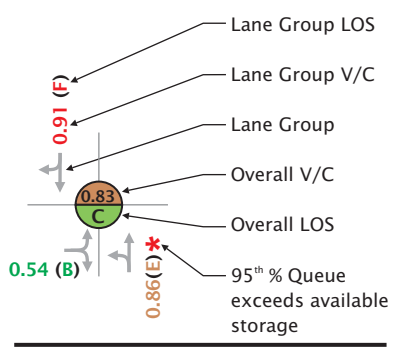 Lane Group LOS
0.91 (F)
Lane Group V/C
Lane Group
0.83
Overall V/C
C
Overall LOS
0.54 (B)
0.86(E)*
95th % Queue
exceeds available
storage